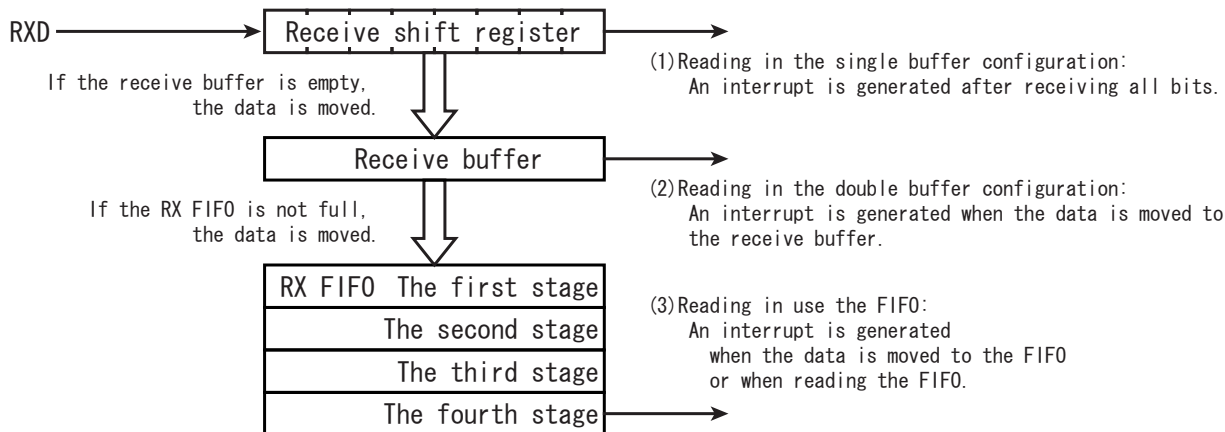 RXD
Receive shift register
(1)Reading in the single buffer configuration:
An interrupt is generated after receiving all bits.
If the receive buffer is empty,
the data is moved.
Receive buffer
(2)Reading in the double buffer configuration:
An interrupt is generated when the data is moved to
the receive buffer.
If the RX FIFO is not full,
the data is moved.
RX FIFO The first stage
The second stage
The third stage
The fourth stage
(3)Reading in use the FIFO:
An interrupt is generated
when the data is moved to the FIFO
or when reading the FIFO.